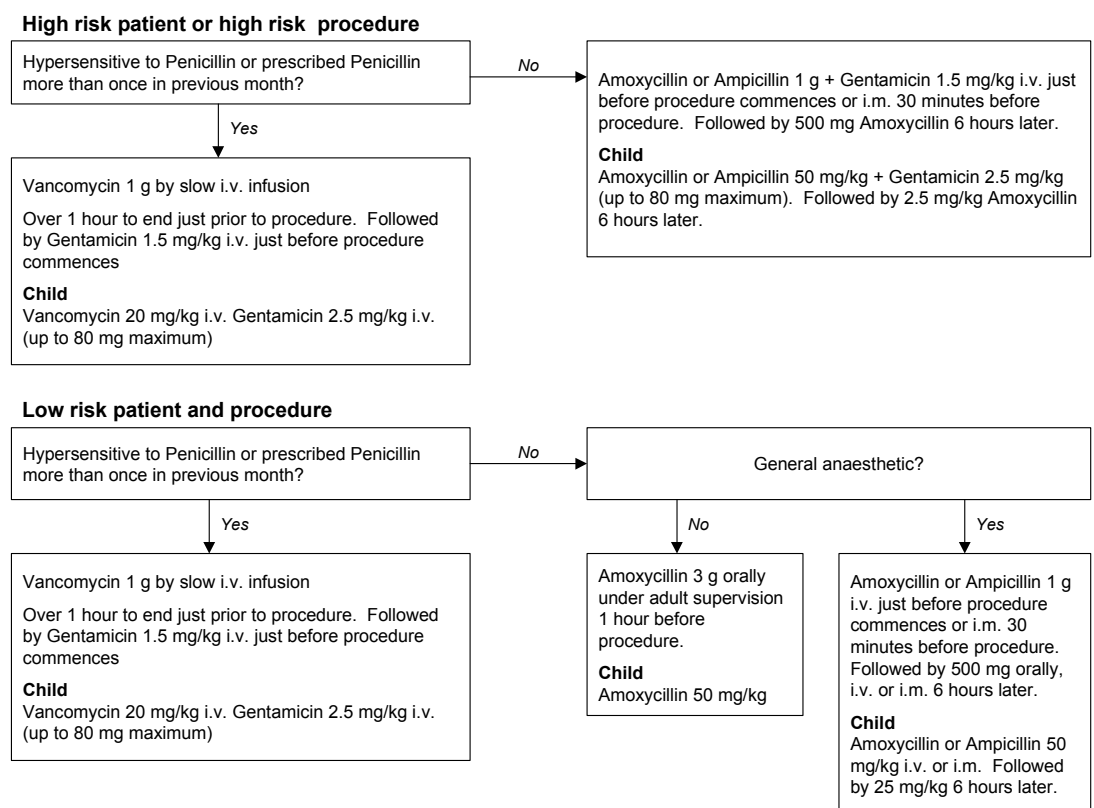 High risk patient or high risk  procedure
Hypersensitive to Penicillin or prescribed Penicillin
more than once in previous month?
No
Amoxycillin or Ampicillin 1 g + Gentamicin 1.5 mg/kg i.v. just
before procedure commences or i.m. 30 minutes before
procedure.  Followed by 500 mg Amoxycillin 6 hours later.
Child
Amoxycillin or Ampicillin 50 mg/kg + Gentamicin 2.5 mg/kg
(up to 80 mg maximum).  Followed by 2.5 mg/kg Amoxycillin
6 hours later.
Yes
Vancomycin 1 g by slow i.v. infusion
Over 1 hour to end just prior to procedure.  Followed
by Gentamicin 1.5 mg/kg i.v. just before procedure
commences
Child
Vancomycin 20 mg/kg i.v. Gentamicin 2.5 mg/kg i.v.
(up to 80 mg maximum)
Low risk patient and procedure
Hypersensitive to Penicillin or prescribed Penicillin
more than once in previous month?
No
General anaesthetic?
Yes
Vancomycin 1 g by slow i.v. infusion
Over 1 hour to end just prior to procedure.  Followed
by Gentamicin 1.5 mg/kg i.v. just before procedure
commences
Child
Vancomycin 20 mg/kg i.v. Gentamicin 2.5 mg/kg i.v.
(up to 80 mg maximum)
No
Amoxycillin 3 g orally
under adult supervision
1 hour before
procedure.
Child
Amoxycillin 50 mg/kg
Yes
Amoxycillin or Ampicillin 1 g
i.v. just before procedure
commences or i.m. 30
minutes before procedure.
Followed by 500 mg orally,
i.v. or i.m. 6 hours later.
Child
Amoxycillin or Ampicillin 50
mg/kg i.v. or i.m.  Followed
by 25 mg/kg 6 hours later.